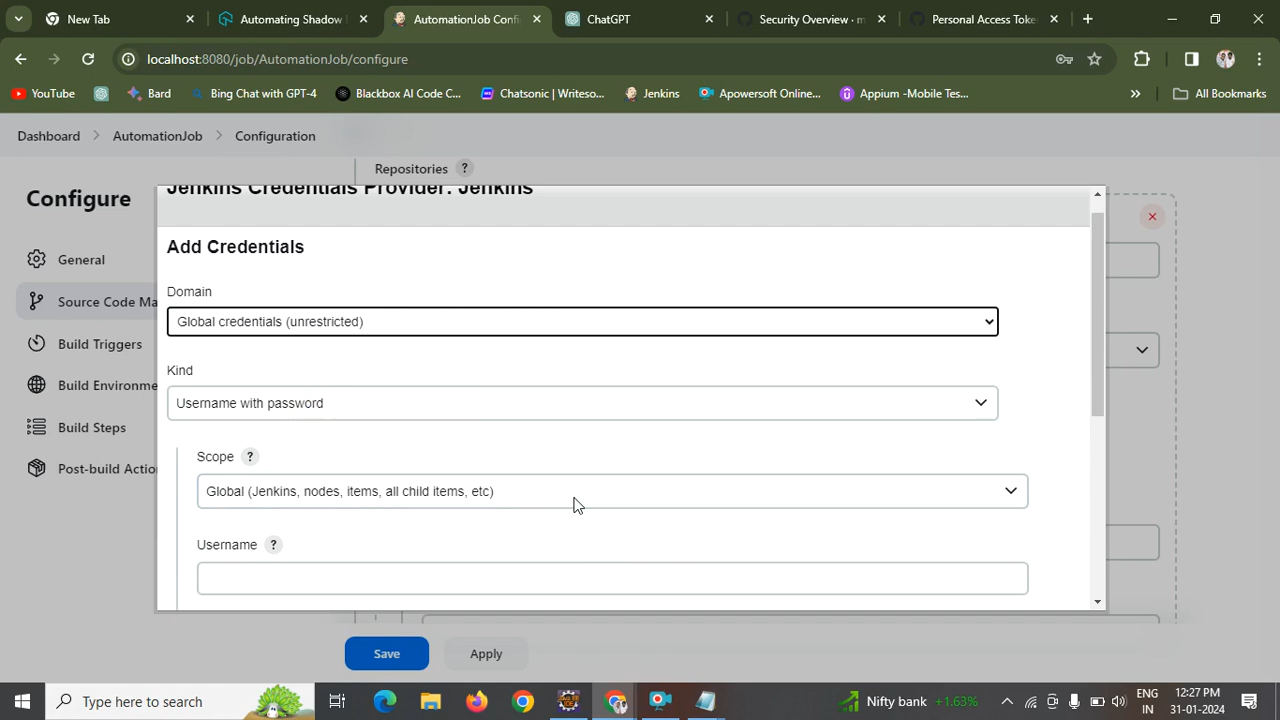 New Tab
Automating Shadow
AutomationJob Confi
ChatGPT
Security Overview · m
Personal Access Toke
localhost:8080/job/AutomationJob/configure
YouTube
Bard
Bing Chat with GPT-4
Blackbox AI Code C...
Chatsonic | Writeso...
Jenkins
Apowersoft Onlin...
Appium -Mobile Tes...
All Bookmarks
Dashboard
AutomationJob
Configuration
Repositories ?
Configure
General
Source Code Ma
Build Triggers
Build Environme
Build Steps
Post-build Actio
Jenkins Credentials Provider: Jenkins
Add Credentials
Domain
Global credentials (unrestricted)
Kind
Username with password
Scope ?
Global (Jenkins, nodes, items, all child items, etc)
Username ?
Save
Apply
Type here to search
Nifty bank +1.63%
ENG
IN
12:27 PM
31-01-2024